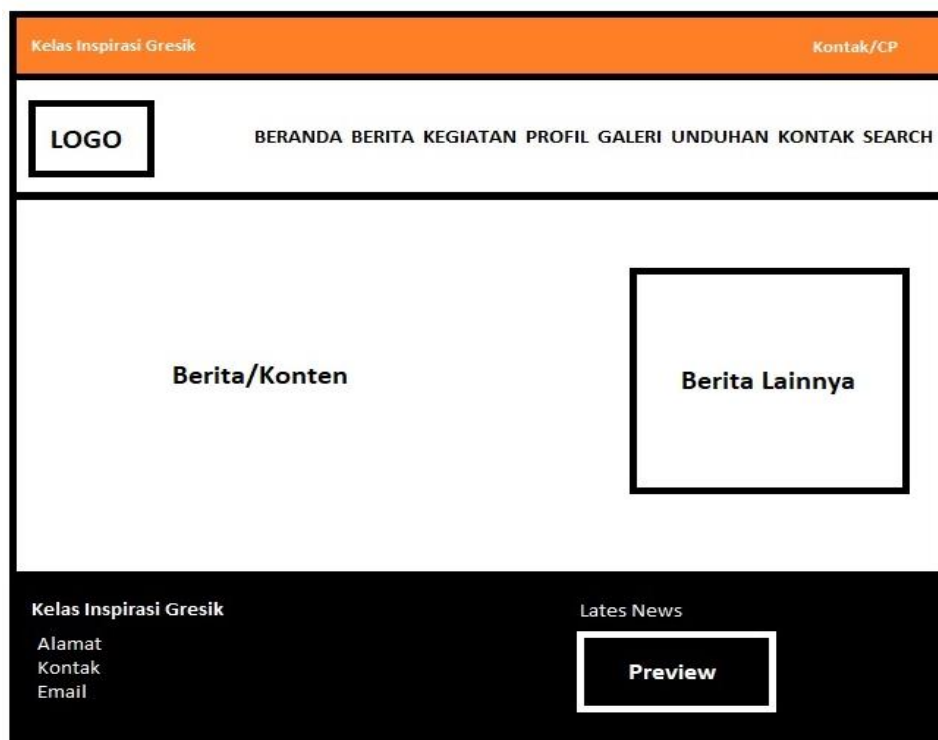 Kelas Inspirasi Gresik
Kontak/CP
LOGO
BERANDA BERITA KEGIATAN PROFIL GALERI UNDUHAN KONTAK SEARCH
Berita/Konten
Berita Lainnya
Kelas Inspirasi Gresik
Alamat
Kontak
Email
Lates News
Preview